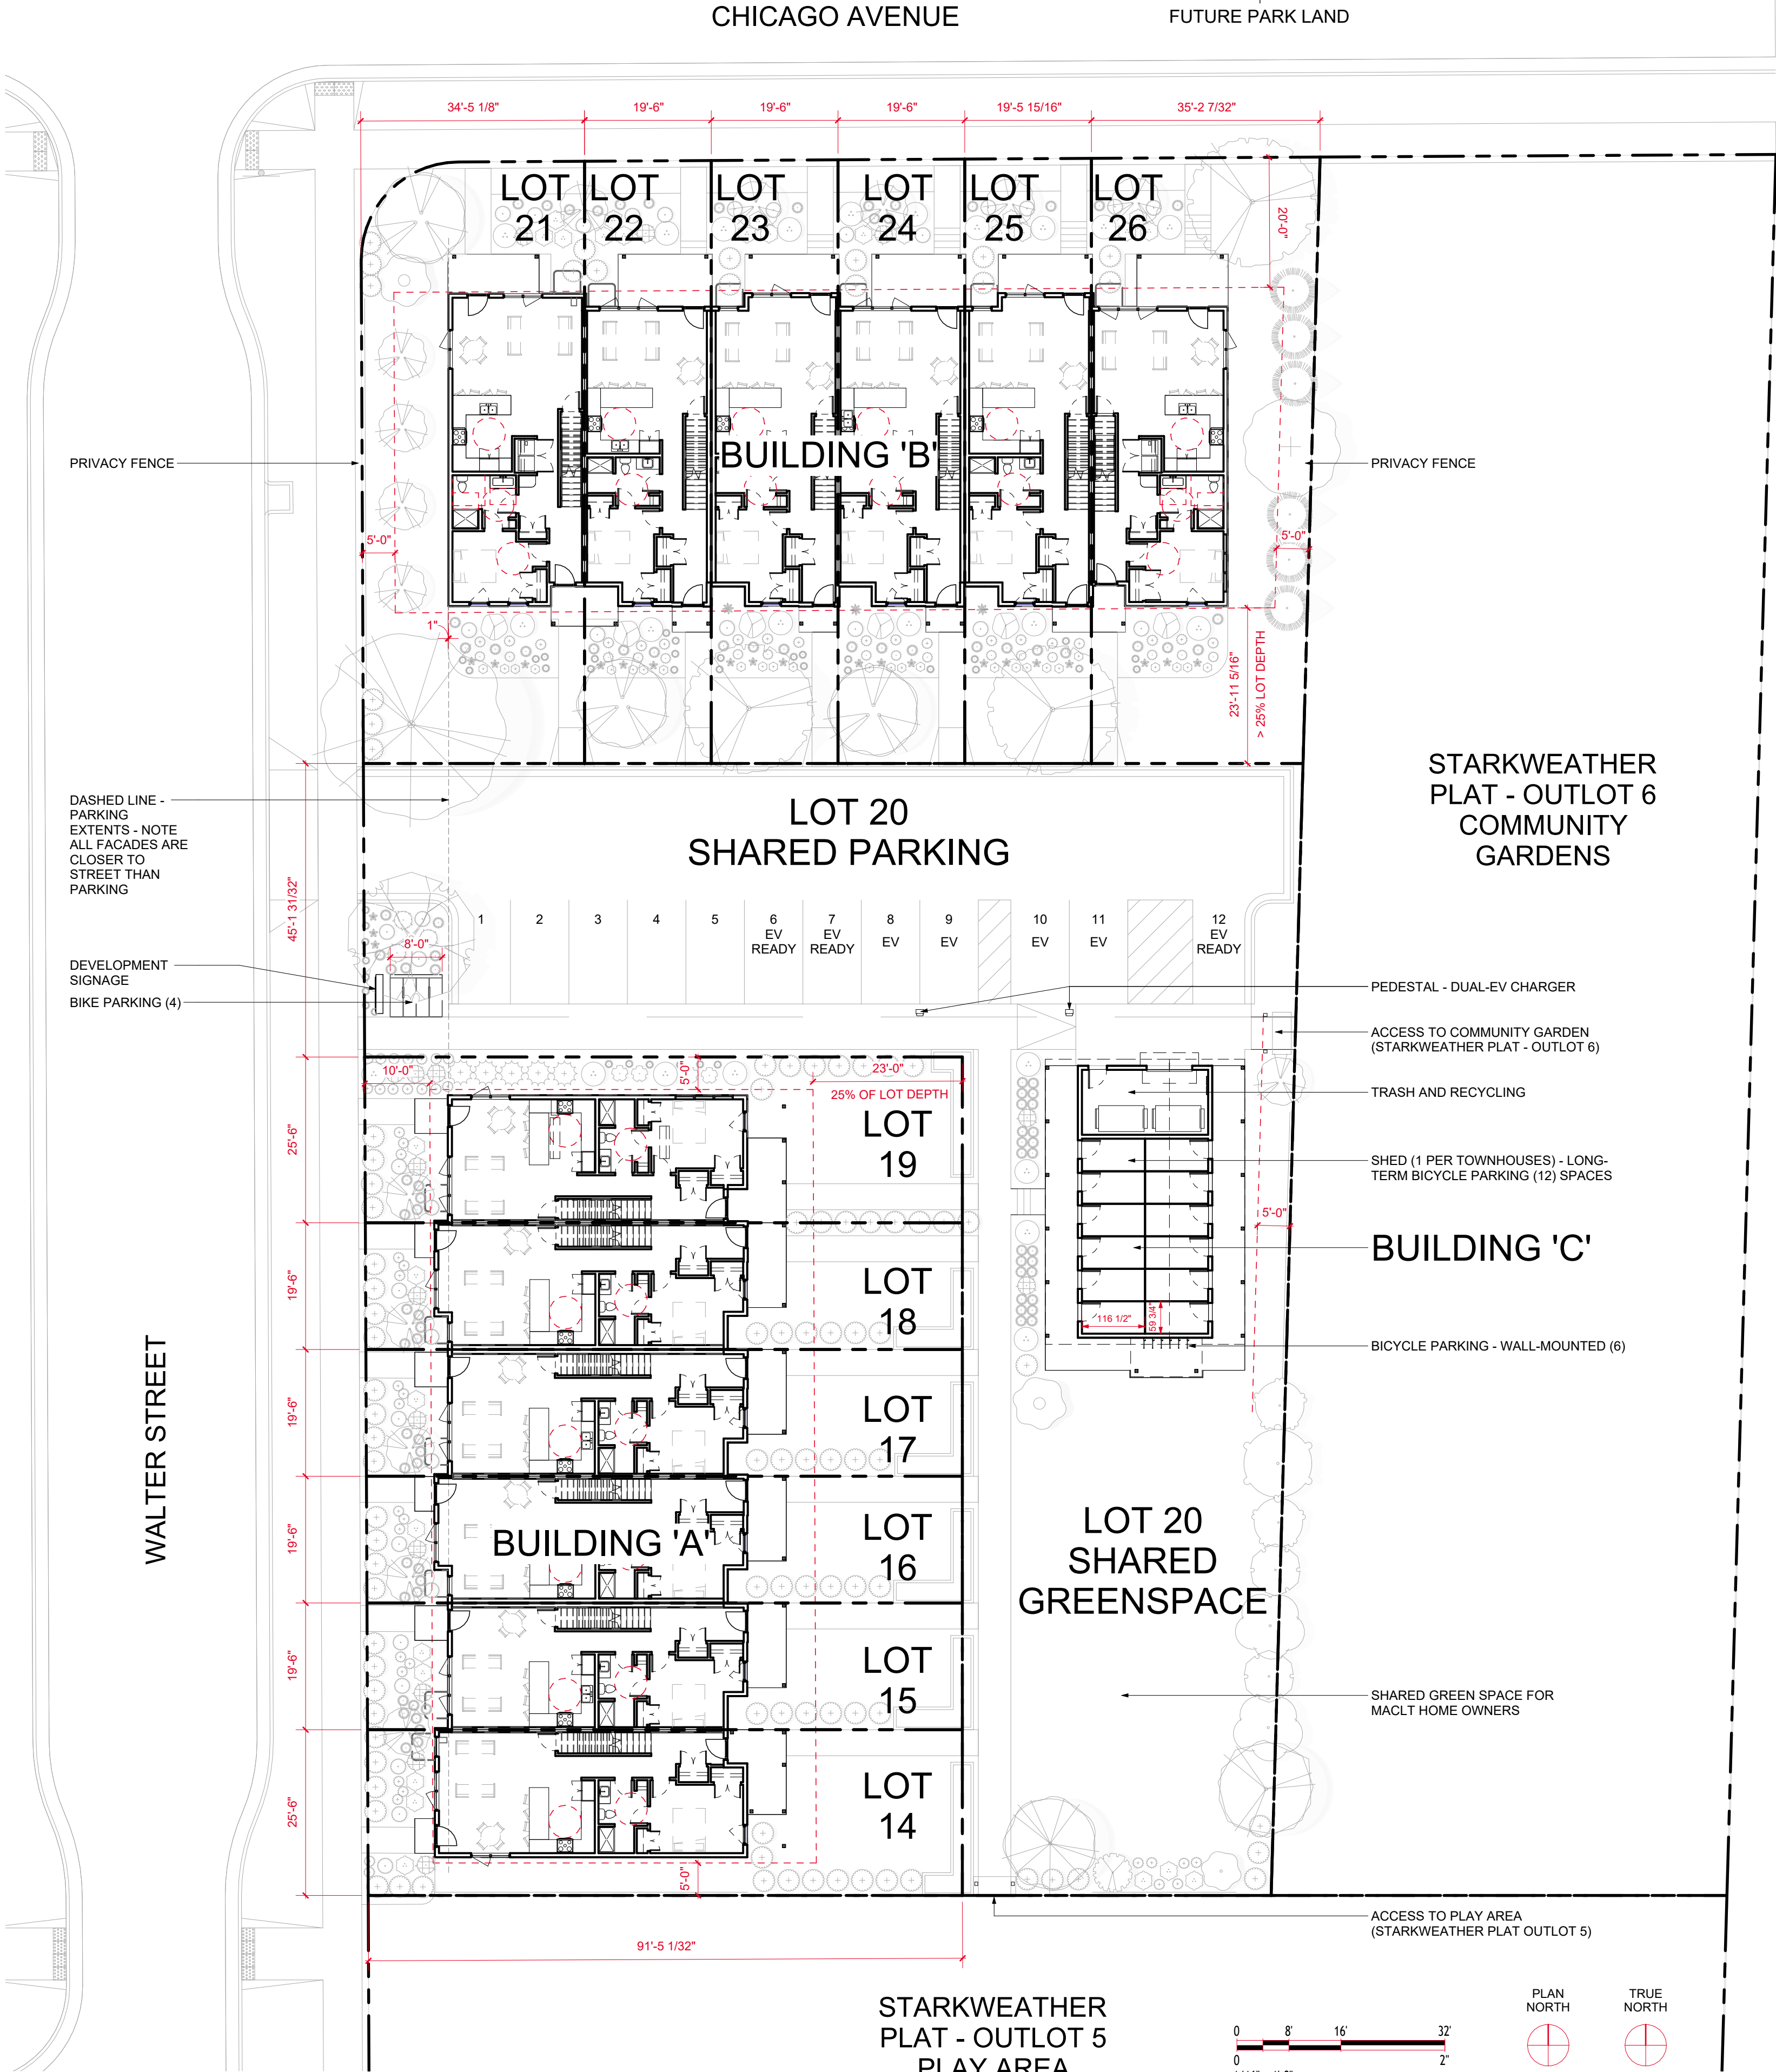 CHICAGO AVENUE
FUTURE PARK LAND
34'-5 1/8"
19'-6"
19'-6"
19'-6"
19'-5 15/16"
35'-2 7/32"
LOT
21
LOT
22
LOT
23
LOT
24
LOT
25
LOT
26
20'-0"
BUILDING 'B'
PRIVACY FENCE
PRIVACY FENCE
5'-0"
5'-0"
1"
23'-11 5/16"
> 25% LOT DEPTH
STARKWEATHER
PLAT - OUTLOT 6
COMMUNITY
GARDENS
DASHED LINE -
PARKING
EXTENTS - NOTE
ALL FACADES ARE
CLOSER TO
STREET THAN
PARKING
LOT 20
SHARED PARKING
45'-1 31/32"
1
2
3
4
5
6
EV
READY
7
EV
READY
8
EV
9
EV
10
EV
11
EV
12
EV
READY
8'-0"
DEVELOPMENT
SIGNAGE
BIKE PARKING (4)
PEDESTAL - DUAL-EV CHARGER
ACCESS TO COMMUNITY GARDEN
(STARKWEATHER PLAT - OUTLOT 6)
10'-0"
5'-0"
23'-0"
25% OF LOT DEPTH
TRASH AND RECYCLING
25'-6"
LOT
19
SHED (1 PER TOWNHOUSES) - LONG-
TERM BICYCLE PARKING (12) SPACES
5'-0"
BUILDING 'C'
19'-6"
LOT
18
116 1/2"
59 3/4"
BICYCLE PARKING - WALL-MOUNTED (6)
WALTER STREET
19'-6"
LOT
17
19'-6"
BUILDING 'A'
LOT
16
LOT 20
SHARED
GREENSPACE
19'-6"
LOT
15
SHARED GREEN SPACE FOR
MACLT HOME OWNERS
25'-6"
LOT
14
5'-0"
ACCESS TO PLAY AREA
(STARKWEATHER PLAT OUTLOT 5)
91'-5 1/32"
STARKWEATHER
PLAT - OUTLOT 5
PLAY AREA
PLAN
NORTH
TRUE
NORTH
0 8' 16' 32'
0 2"